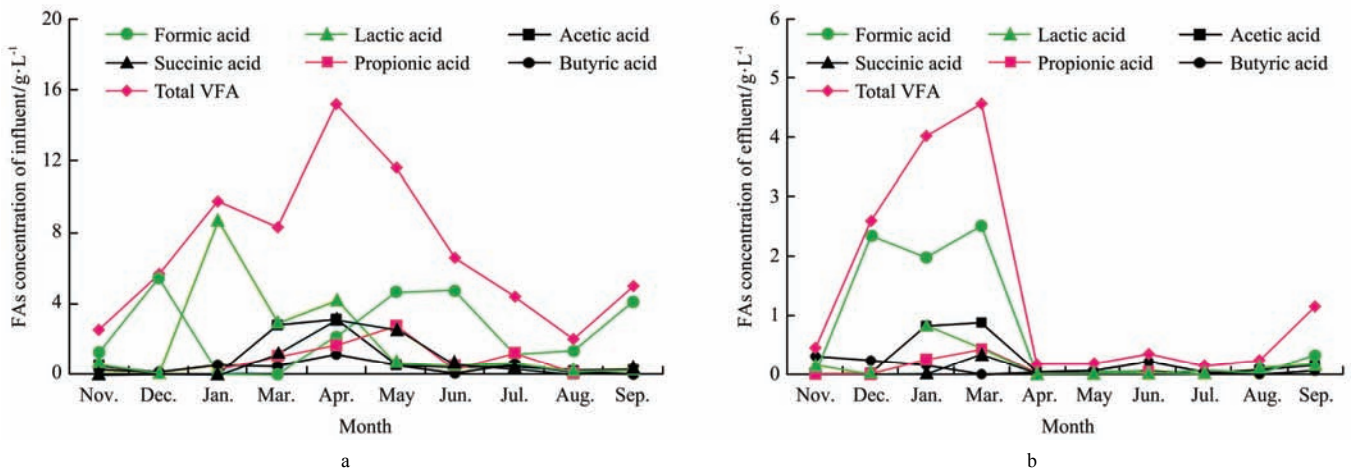 FAs concentration of influent/g·L⁻¹
20
16
12
8
4
0
Formic acid
Lactic acid
Acetic acid
Succinic acid
Propionic acid
Butyric acid
Total VFA
Nov. Dec. Jan. Mar. Apr. May Jun. Jul. Aug. Sep.
Month
a
FAs concentration of effluent/g·L⁻¹
6
5
4
3
2
1
0
Formic acid
Lactic acid
Acetic acid
Succinic acid
Propionic acid
Butyric acid
Total VFA
Nov. Dec. Jan. Mar. Apr. May Jun. Jul. Aug. Sep.
Month
b